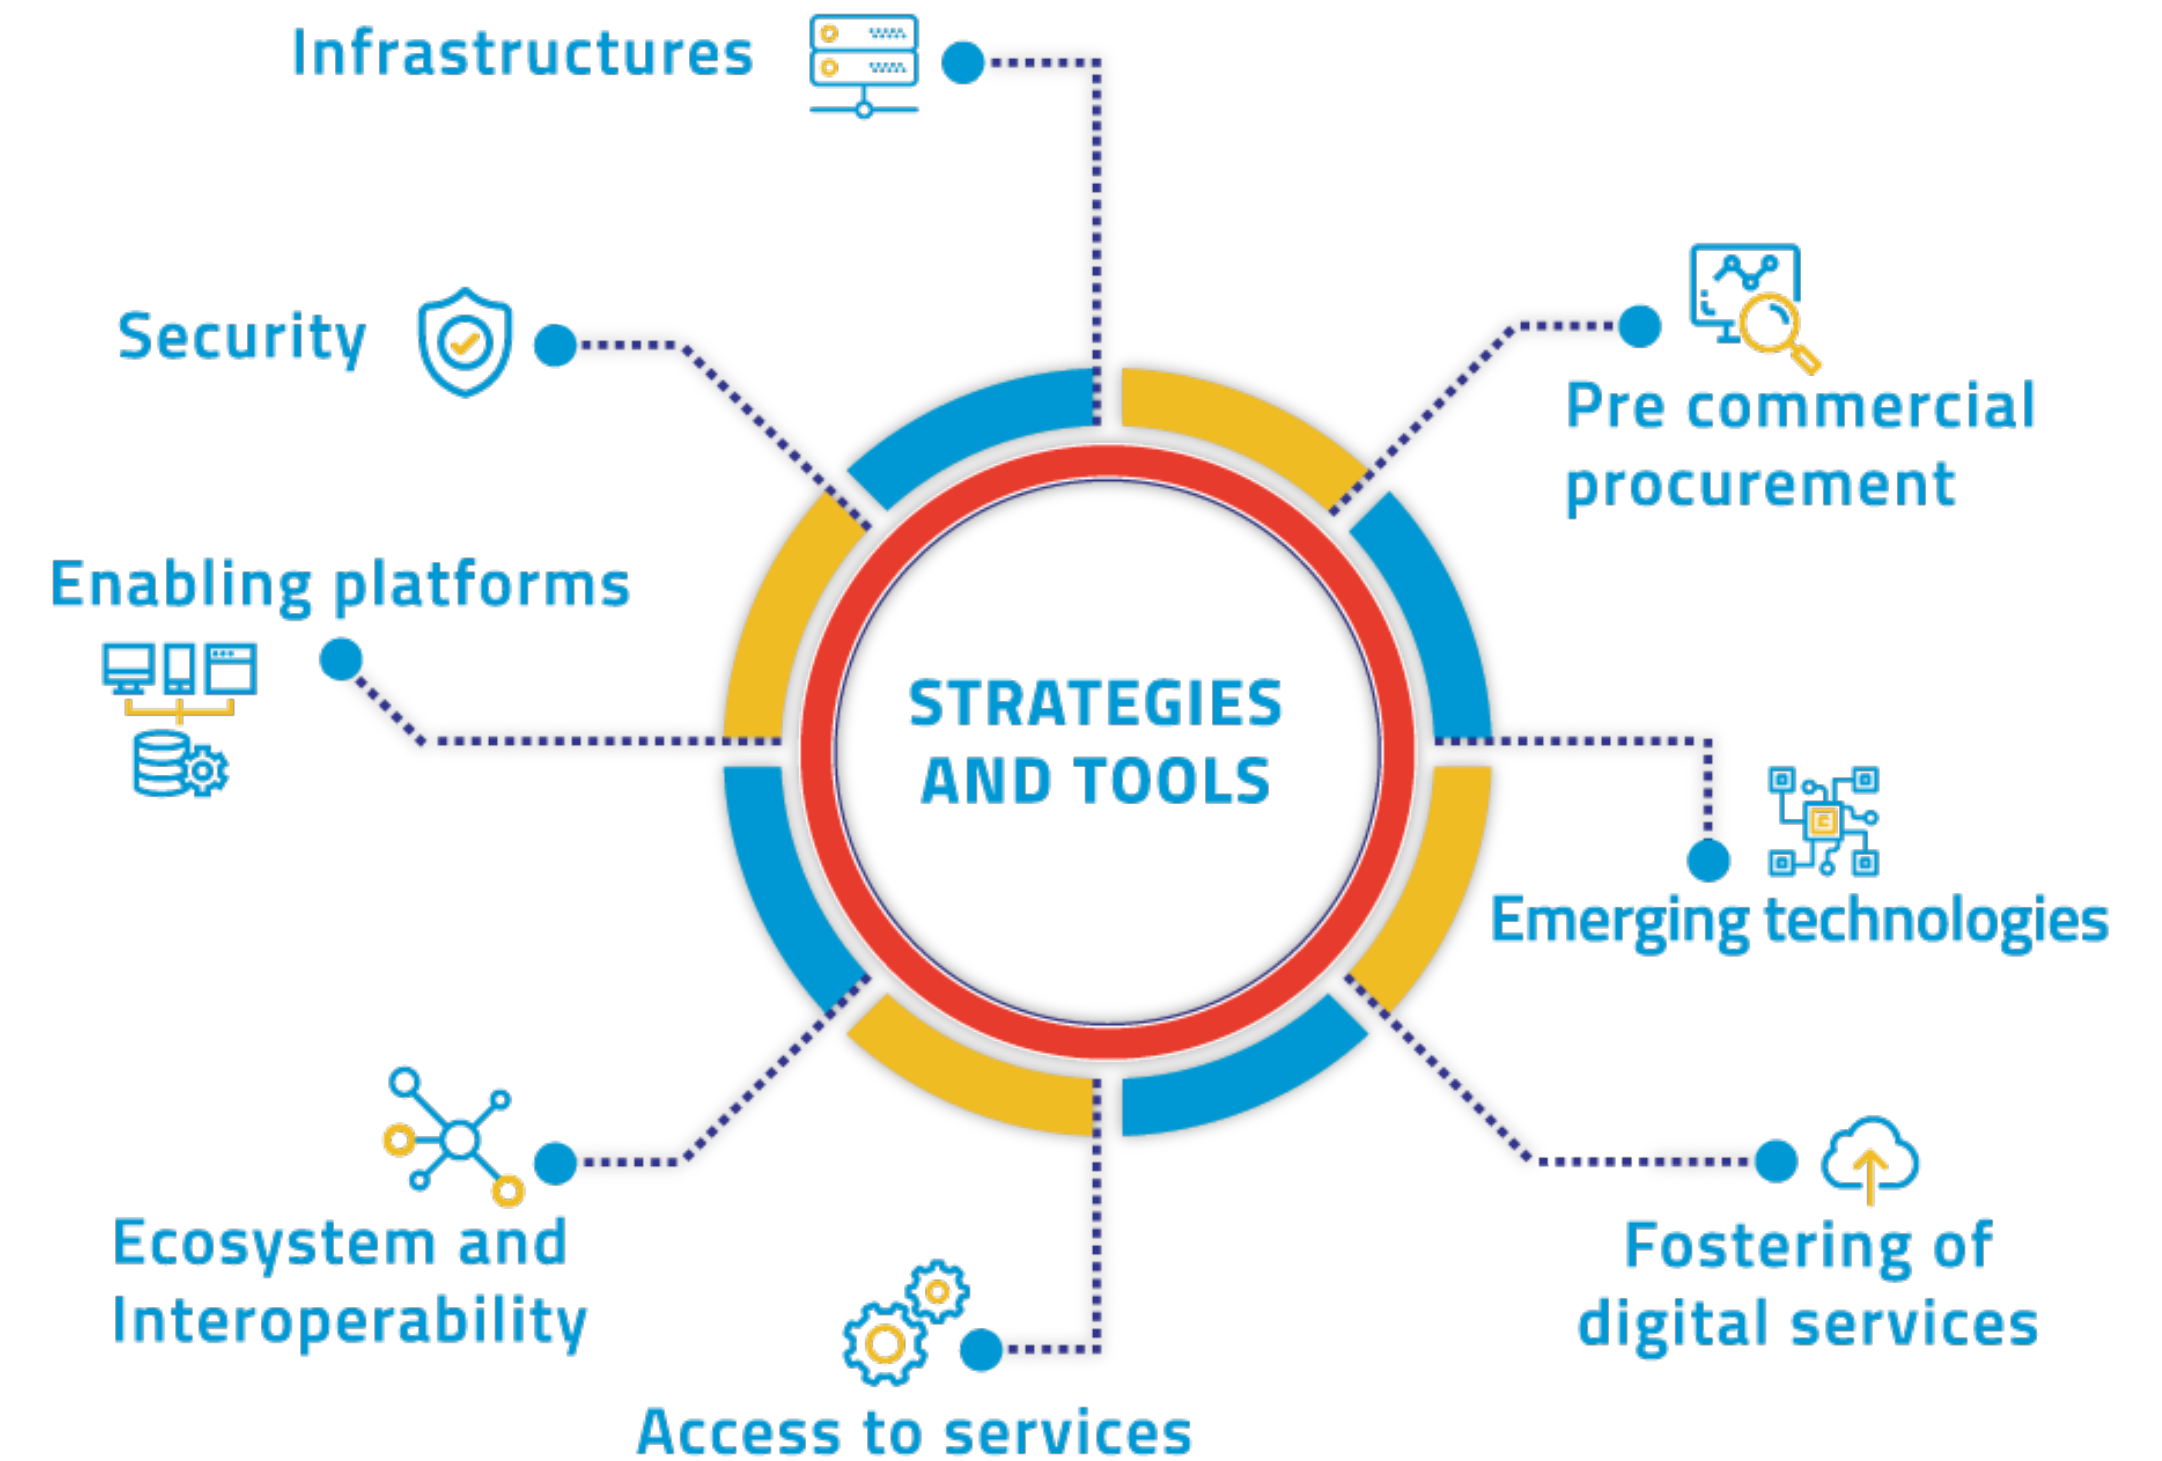 Infrastructures
Security
Pre commercial
procurement
Enabling platforms
STRATEGIES
AND TOOLS
Emerging technologies
Ecosystem and
Interoperability
Fostering of
digital services
Access to services